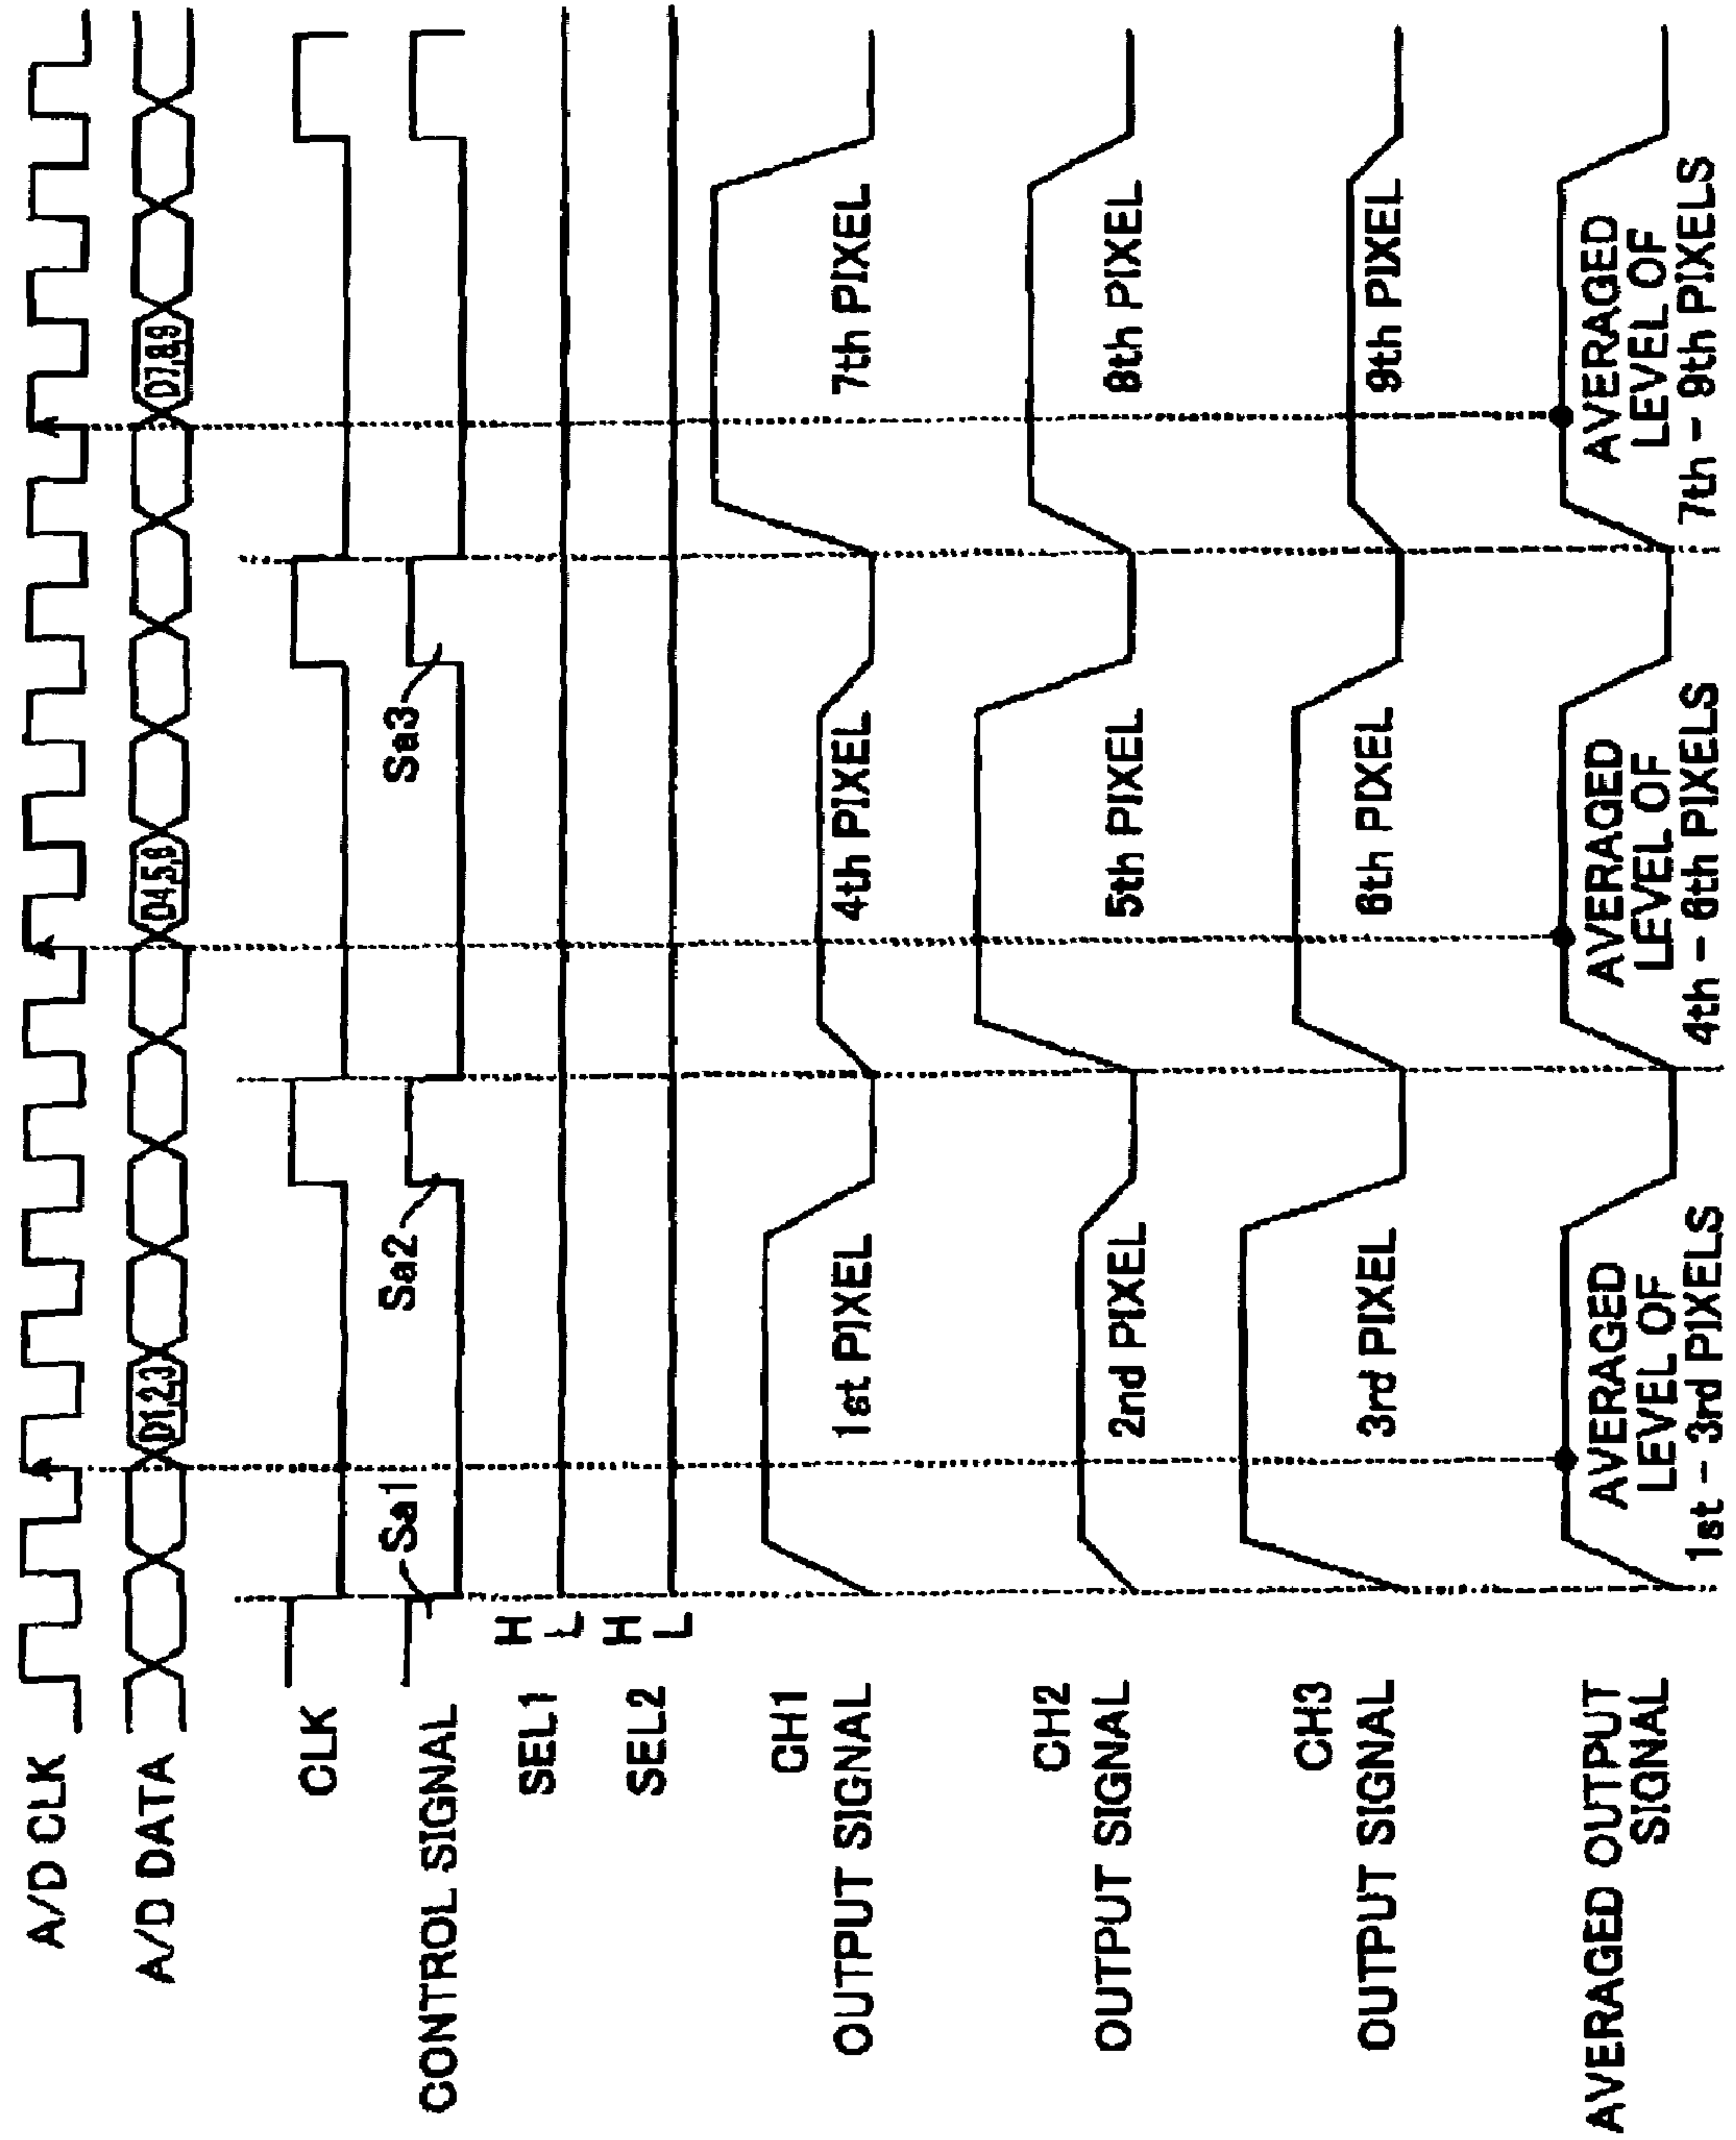 A/D CLK
A/D DATA
D1,2,3
D4,5,6
D7,8,9
CLK
CONTROL SIGNAL
Sa1
Sa2
Sa3
SEL1
H
L
SEL2
H
L
CH1
OUTPUT SIGNAL
1st PIXEL
4th PIXEL
7th PIXEL
CH2
OUTPUT SIGNAL
2nd PIXEL
5th PIXEL
8th PIXEL
CH3
OUTPUT SIGNAL
3rd PIXEL
6th PIXEL
9th PIXEL
AVERAGED OUTPUT
SIGNAL
AVERAGED
LEVEL OF
1st - 3rd PIXELS
AVERAGED
LEVEL OF
4th - 6th PIXELS
AVERAGED
LEVEL OF
7th - 9th PIXELS